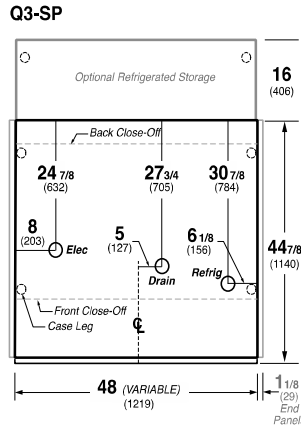 Q3-SP
Optional Refrigerated Storage
16
(406)
Back Close-Off
24 7/8
(632)
27 3/4
(705)
30 7/8
(784)
8
(203)
Elec
5
(127)
Drain
6 1/8
(156)
Refrig
44 7/8
(1140)
Front Close-Off
Case Leg
℄
48 (VARIABLE)
(1219)
1 1/8
(29)
End
Panel